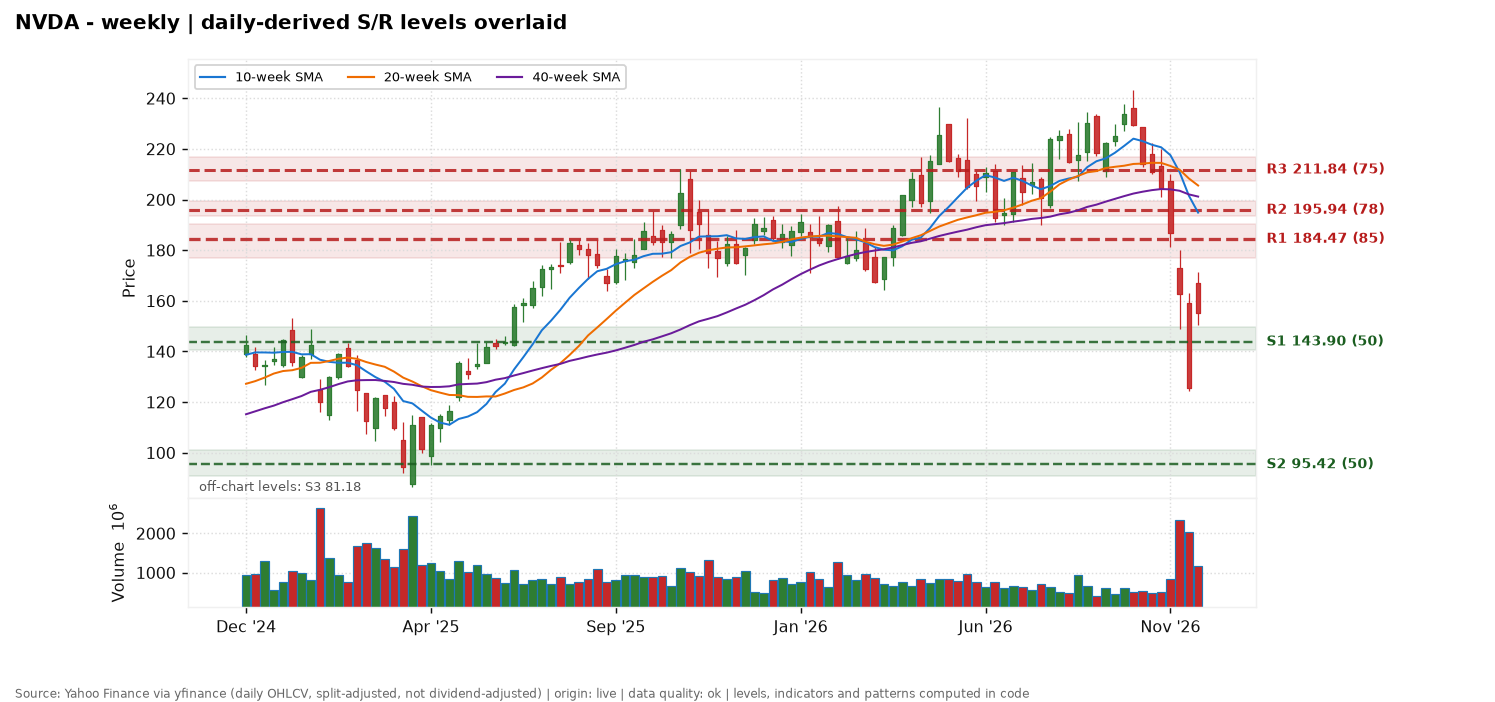 NVDA - weekly | daily-derived S/R levels overlaid
10-week SMA 20-week SMA 40-week SMA
240
220
R3 211.84 (75)
200
R2 195.94 (78)
R1 184.47 (85)
180
Price
160
S1 143.90 (50)
140
120
100
S2 95.42 (50)
off-chart levels: S3 81.18
Volume 10⁶
2000
1000
Dec '24 Apr '25 Sep '25 Jan '26 Jun '26 Nov '26
Source: Yahoo Finance via yfinance (daily OHLCV, split-adjusted, not dividend-adjusted) | origin: live | data quality: ok | levels, indicators and patterns computed in code